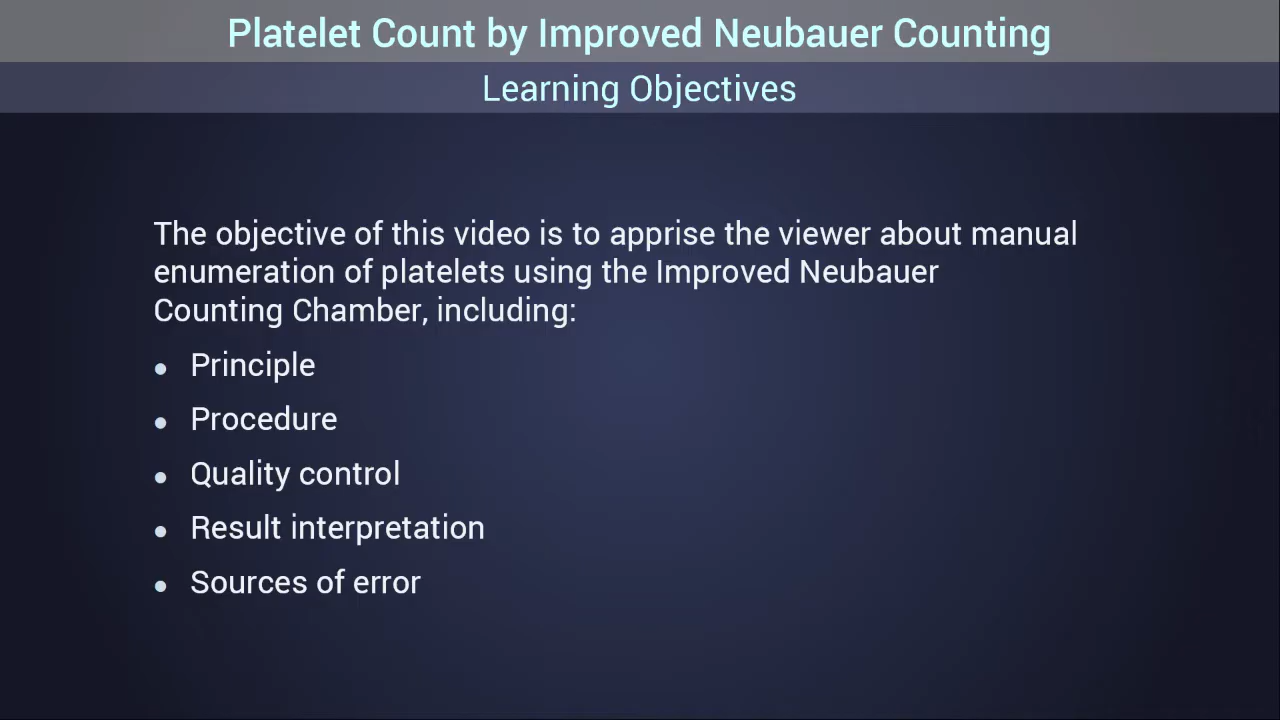 Platelet Count by Improved Neubauer Counting
Learning Objectives
The objective of this video is to apprise the viewer about manual
enumeration of platelets using the Improved Neubauer
Counting Chamber, including:
• Principle
• Procedure
• Quality control
• Result interpretation
• Sources of error